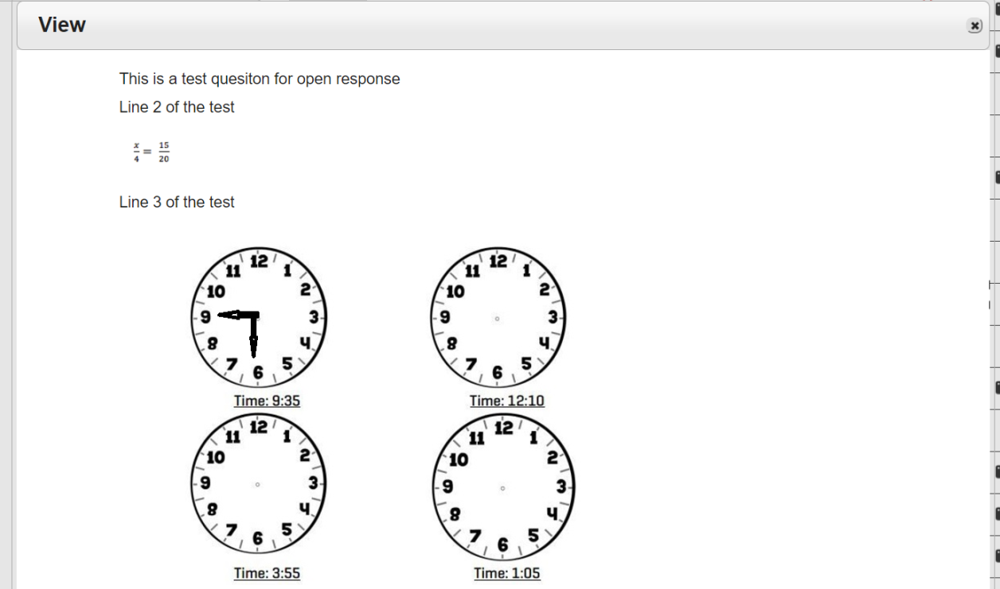 View
This is a test quesiton for open response
Line 2 of the test
x/4 = 15/20
Line 3 of the test
12 1 2 3 4 5 6 7 8 9 10 11
Time: 9:35
12 1 2 3 4 5 6 7 8 9 10 11
Time: 12:10
12 1 2 3 4 5 6 7 8 9 10 11
Time: 3:55
12 1 2 3 4 5 6 7 8 9 10 11
Time: 1:05